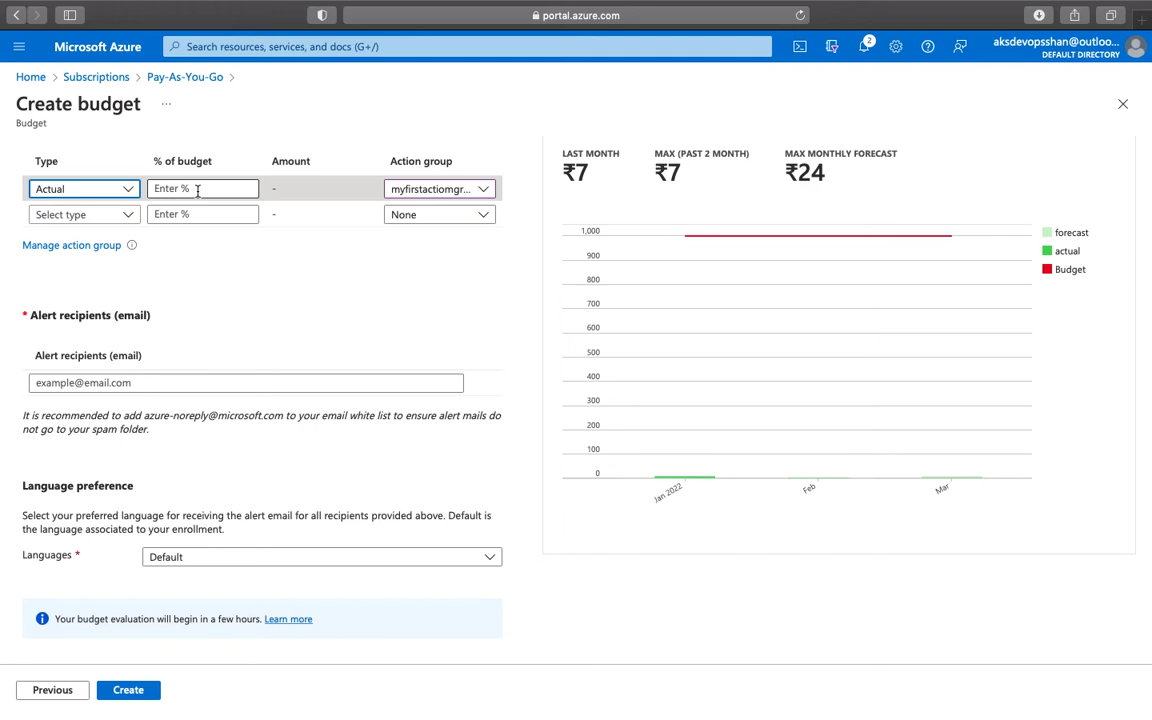 portal.azure.com
Microsoft Azure
Search resources, services, and docs (G+/)
2
aksdevopsshan@outloo...
DEFAULT DIRECTORY
Home > Subscriptions > Pay-As-You-Go >
Create budget ...
Budget
Type % of budget Amount Action group
Actual Enter % - myfirstactiomgr...
Select type Enter % - None
Manage action group
* Alert recipients (email)
Alert recipients (email)
example@email.com
It is recommended to add azure-noreply@microsoft.com to your email white list to ensure alert mails do
not go to your spam folder.
Language preference
Select your preferred language for receiving the alert email for all recipients provided above. Default is
the language associated to your enrollment.
Languages * Default
Your budget evaluation will begin in a few hours. Learn more
Previous Create
LAST MONTH MAX (PAST 2 MONTH) MAX MONTHLY FORECAST
₹7 ₹7 ₹24
1,000
900
800
700
600
500
400
300
200
100
0
Jan 2022 Feb Mar
forecast
actual
Budget